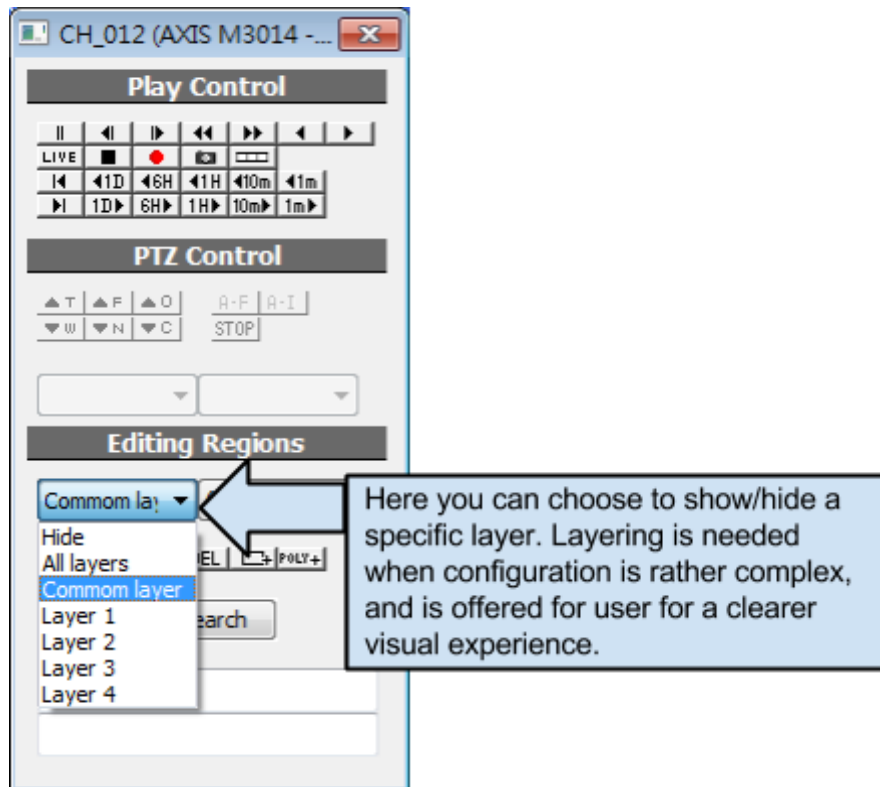 CH_012 (AXIS M3014 -...
Play Control
LIVE
1D 6H 1H 10m 1m
1D 6H 1H 10m 1m
PTZ Control
T F O A-F A-I
W N C STOP
Editing Regions
Commom
Hide
All layers
POLY+
Commom layer
Layer 1
Layer 2
Layer 3
Layer 4
Here you can choose to show/hide a
specific layer. Layering is needed
when configuration is rather complex,
and is offered for user for a clearer
visual experience.